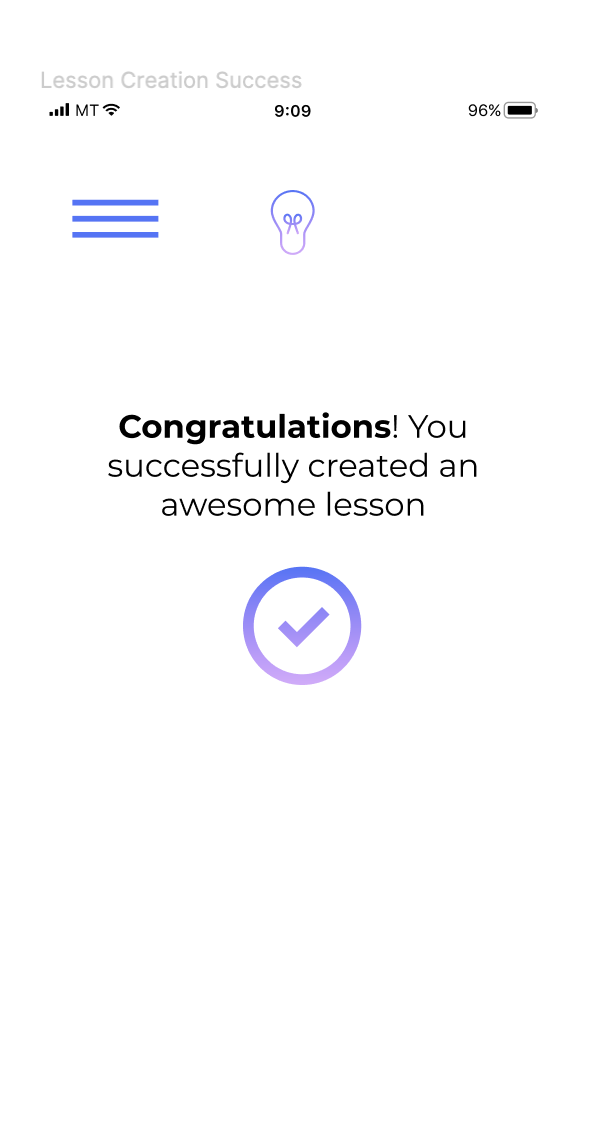 Lesson Creation Success
MT 9:09 96%
Congratulations! You
successfully created an
awesome lesson